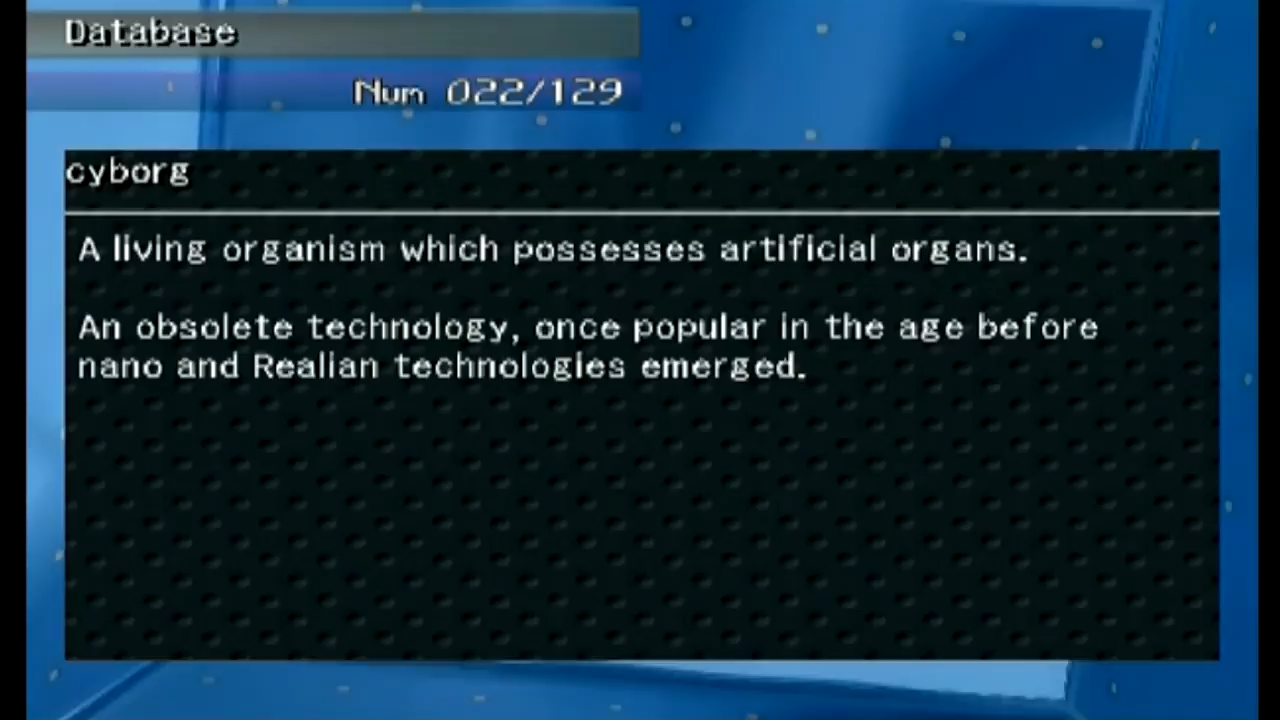 Database
Num 022/129
cyborg
A living organism which possesses artificial organs.
An obsolete technology, once popular in the age before
nano and Realian technologies emerged.